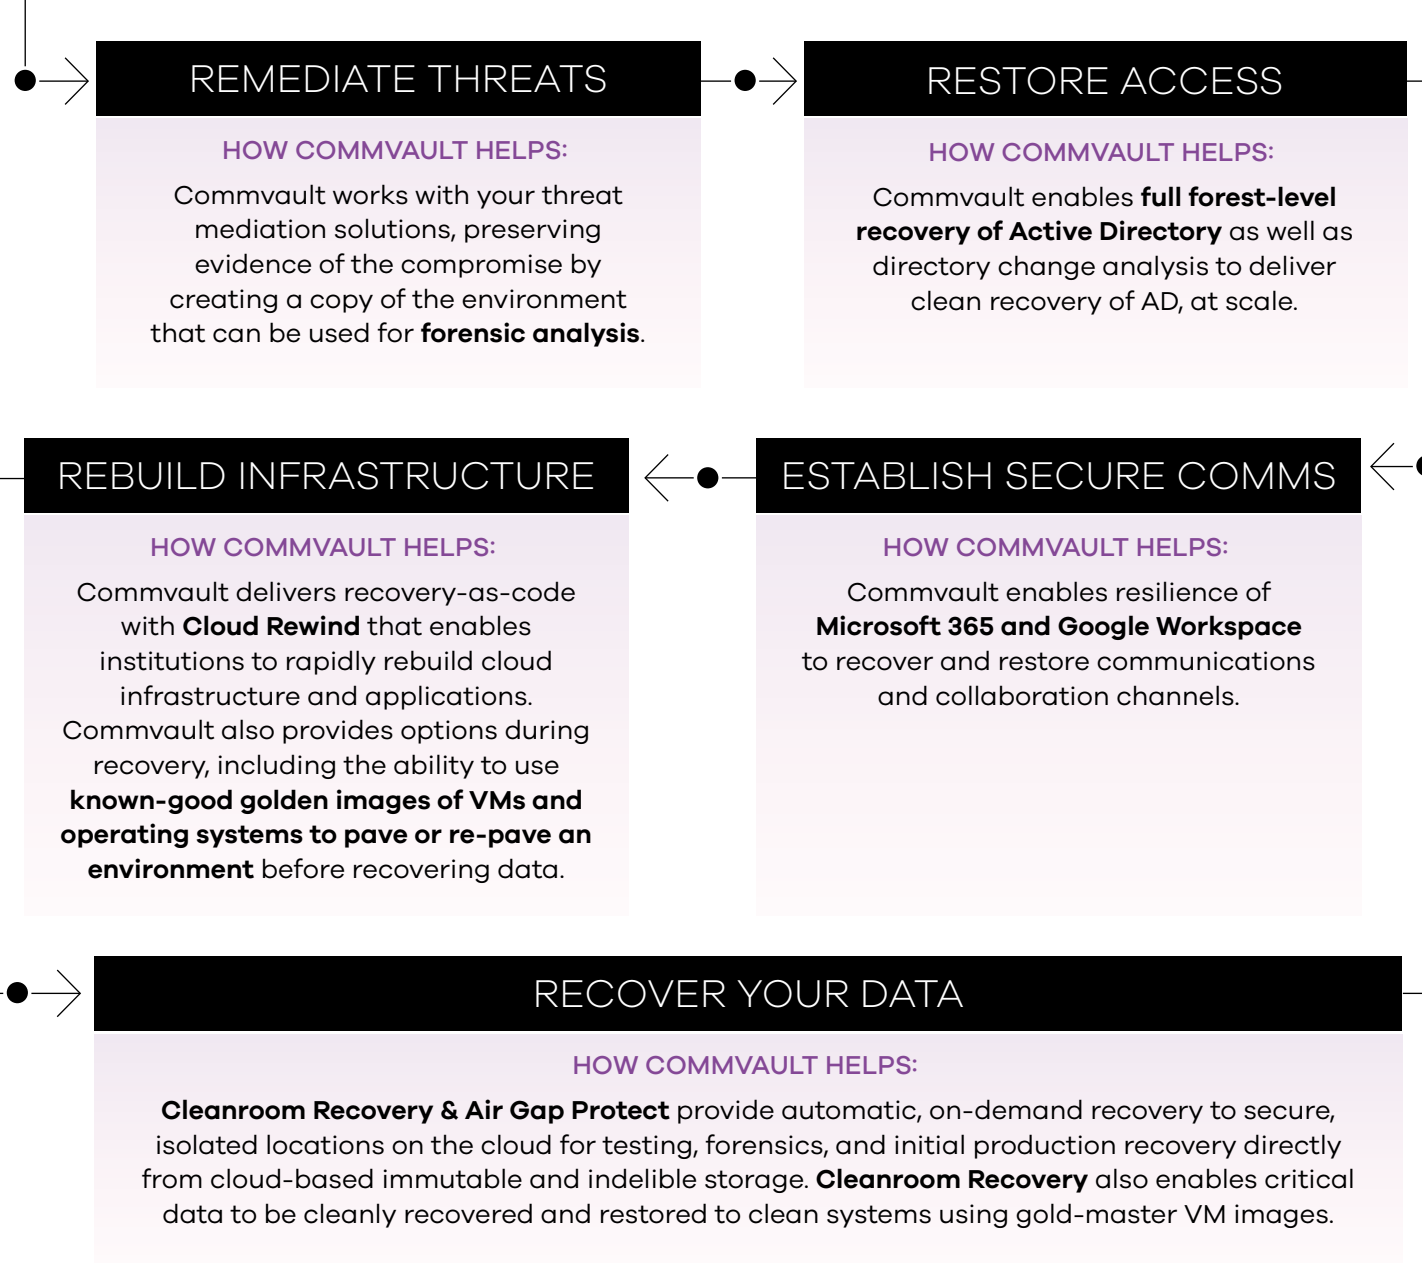 REMEDIATE THREATS
HOW COMMVAULT HELPS:
Commvault works with your threat
mediation solutions, preserving
evidence of the compromise by
creating a copy of the environment
that can be used for forensic analysis.
RESTORE ACCESS
HOW COMMVAULT HELPS:
Commvault enables full forest-level
recovery of Active Directory as well as
directory change analysis to deliver
clean recovery of AD, at scale.
ESTABLISH SECURE COMMS
HOW COMMVAULT HELPS:
Commvault enables resilience of
Microsoft 365 and Google Workspace
to recover and restore communications
and collaboration channels.
REBUILD INFRASTRUCTURE
HOW COMMVAULT HELPS:
Commvault delivers recovery-as-code
with Cloud Rewind that enables
institutions to rapidly rebuild cloud
infrastructure and applications.
Commvault also provides options during
recovery, including the ability to use
known-good golden images of VMs and
operating systems to pave or re-pave an
environment before recovering data.
RECOVER YOUR DATA
HOW COMMVAULT HELPS:
Cleanroom Recovery & Air Gap Protect provide automatic, on-demand recovery to secure,
isolated locations on the cloud for testing, forensics, and initial production recovery directly
from cloud-based immutable and indelible storage. Cleanroom Recovery also enables critical
data to be cleanly recovered and restored to clean systems using gold-master VM images.